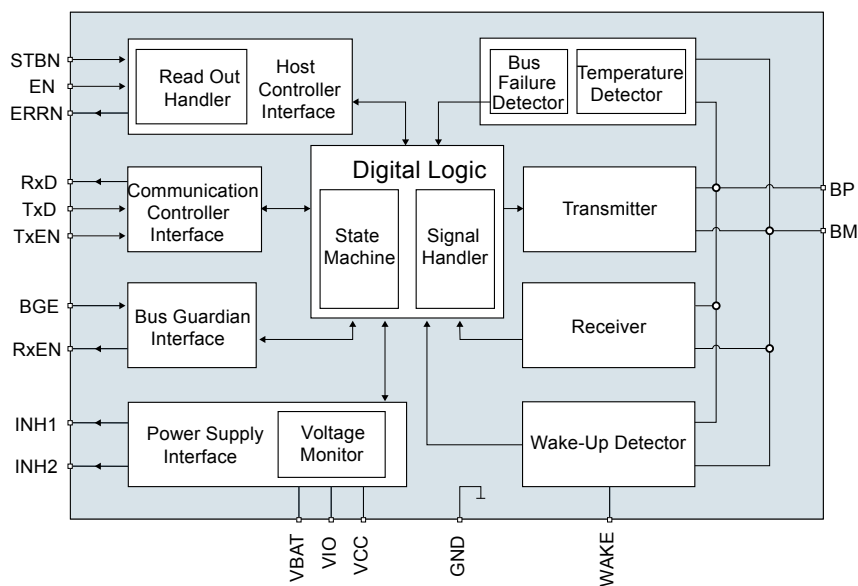 STBN
EN
ERRN
Read Out
Handler
Host
Controller
Interface
Bus
Failure
Detector
Temperature
Detector
RxD
TxD
TxEN
Communication
Controller
Interface
Digital Logic
State
Machine
Signal
Handler
Transmitter
BP
BM
BGE
RxEN
Bus Guardian
Interface
Receiver
INH1
INH2
Power Supply
Interface
Voltage
Monitor
Wake-Up Detector
VBAT
VIO
VCC
GND
WAKE